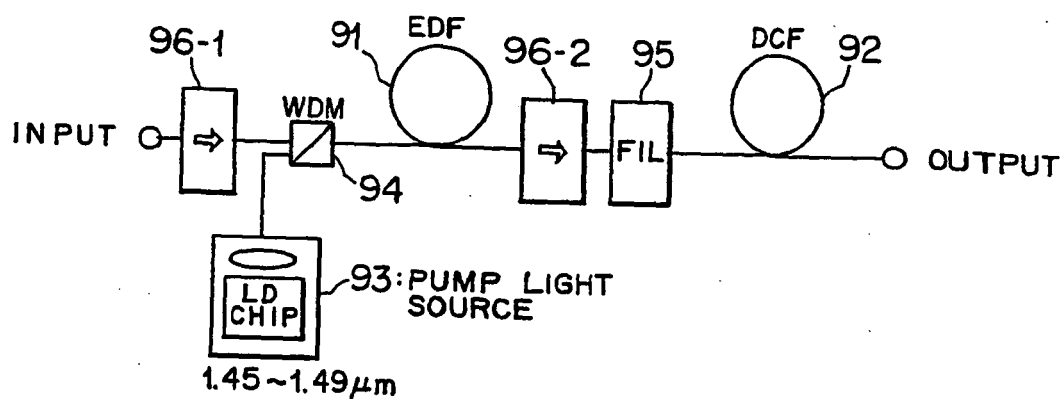 96-1
91
EDF
96-2
95
DCF
92
WDM
INPUT
⇨
94
⇨
FIL
OUTPUT
LD
CHIP
93: PUMP LIGHT
SOURCE
1.45~1.49μm